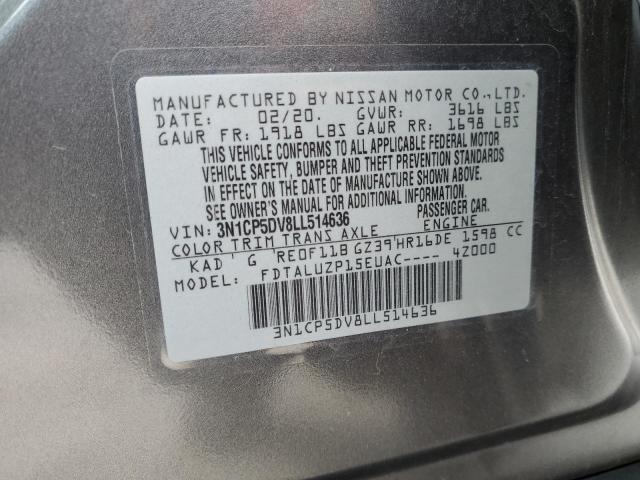 MANUFACTURED BY NISSAN MOTOR CO.,LTD.
DATE: 02/20. GVWR: 3616 LBS
GAWR FR: 1918 LBS GAWR RR: 1698 LBS
THIS VEHICLE CONFORMS TO ALL APPLICABLE FEDERAL MOTOR
VEHICLE SAFETY, BUMPER AND THEFT PREVENTION STANDARDS
IN EFFECT ON THE DATE OF MANUFACTURE SHOWN ABOVE.
SEE OWNER'S MANUAL FOR ADDITIONAL INFORMATION.
VIN: 3N1CP5DV8LL514636 PASSENGER CAR.
COLOR TRIM TRANS AXLE ENGINE
KAD ' G 'RE0F11B GZ39'HR16DE 1598 CC
MODEL: FDTALUZP15EUAC---- 42000
3N1CP5DV8LL514636